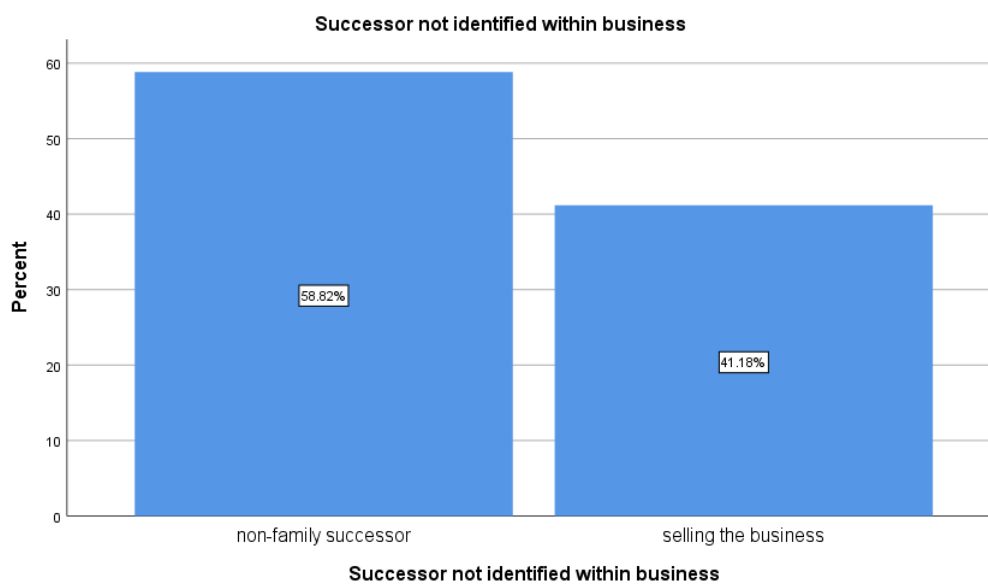 Successor not identified within business
Percent
60
50
40
30
20
10
0
58.82%
41.18%
non-family successor
selling the business
Successor not identified within business